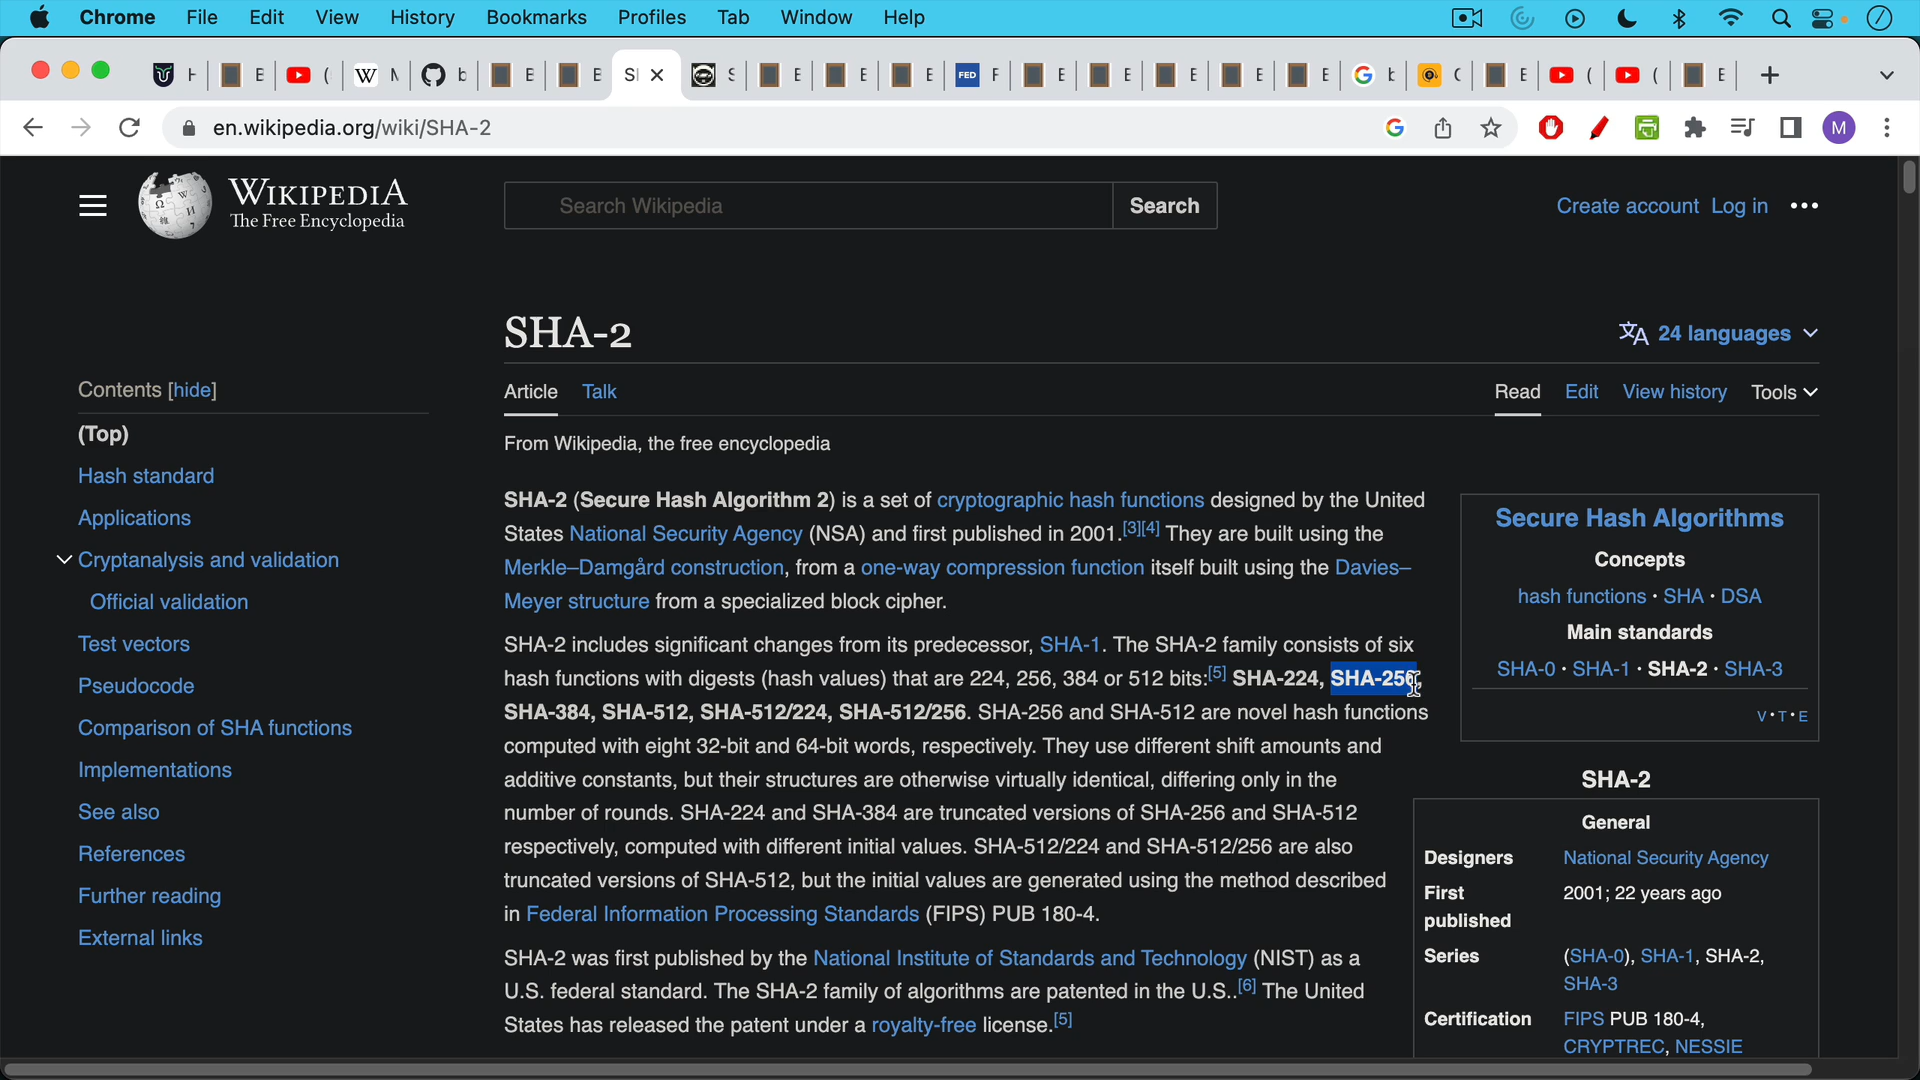 Chrome File Edit View History Bookmarks Profiles Tab Window Help
FED
en.wikipedia.org/wiki/SHA-2
M
WIKIPEDIA
The Free Encyclopedia
Search Wikipedia
Search
Create account Log in
SHA-2
24 languages
Contents [hide]
(Top)
Hash standard
Applications
Cryptanalysis and validation
Official validation
Test vectors
Pseudocode
Comparison of SHA functions
Implementations
See also
References
Further reading
External links
Article Talk
Read Edit View history Tools
From Wikipedia, the free encyclopedia
SHA-2 (Secure Hash Algorithm 2) is a set of cryptographic hash functions designed by the United
States National Security Agency (NSA) and first published in 2001.[3][4] They are built using the
Merkle–Damgård construction, from a one-way compression function itself built using the Davies–
Meyer structure from a specialized block cipher.
SHA-2 includes significant changes from its predecessor, SHA-1. The SHA-2 family consists of six
hash functions with digests (hash values) that are 224, 256, 384 or 512 bits:[5] SHA-224, SHA-256,
SHA-384, SHA-512, SHA-512/224, SHA-512/256. SHA-256 and SHA-512 are novel hash functions
computed with eight 32-bit and 64-bit words, respectively. They use different shift amounts and
additive constants, but their structures are otherwise virtually identical, differing only in the
number of rounds. SHA-224 and SHA-384 are truncated versions of SHA-256 and SHA-512
respectively, computed with different initial values. SHA-512/224 and SHA-512/256 are also
truncated versions of SHA-512, but the initial values are generated using the method described
in Federal Information Processing Standards (FIPS) PUB 180-4.
SHA-2 was first published by the National Institute of Standards and Technology (NIST) as a
U.S. federal standard. The SHA-2 family of algorithms are patented in the U.S..[6] The United
States has released the patent under a royalty-free license.[5]
Secure Hash Algorithms
Concepts
hash functions · SHA · DSA
Main standards
SHA-0 · SHA-1 · SHA-2 · SHA-3
V · T · E
SHA-2
General
Designers National Security Agency
First published 2001; 22 years ago
Series (SHA-0), SHA-1, SHA-2,
SHA-3
Certification FIPS PUB 180-4,
CRYPTREC, NESSIE